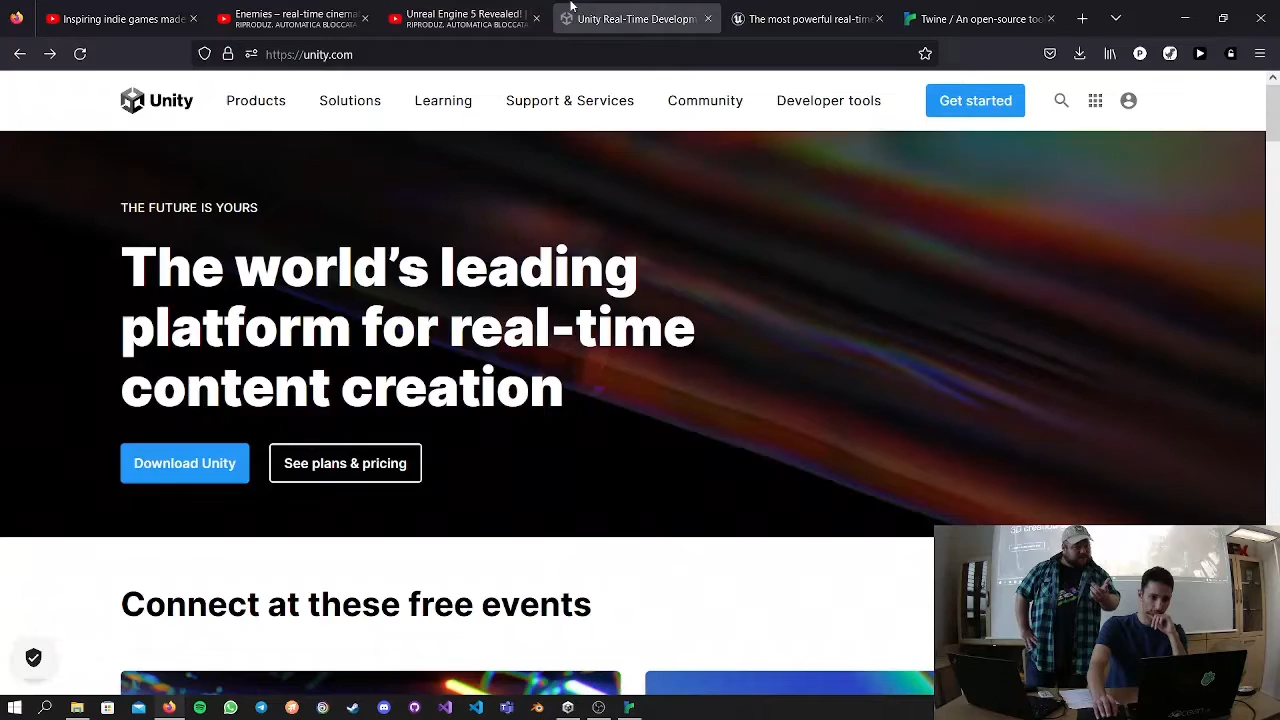 Inspiring indie games made
Enemies – real-time cinema
RIPRODUZ. AUTOMATICA BLOCCATA
Unreal Engine 5 Revealed! |
RIPRODUZ. AUTOMATICA BLOCCATA
Unity Real-Time Developm
The most powerful real-time
Twine / An open-source too
https://unity.com
Unity
Products
Solutions
Learning
Support & Services
Community
Developer tools
Get started
THE FUTURE IS YOURS
The world’s leading
platform for real-time
content creation
Download Unity
See plans & pricing
Connect at these free events